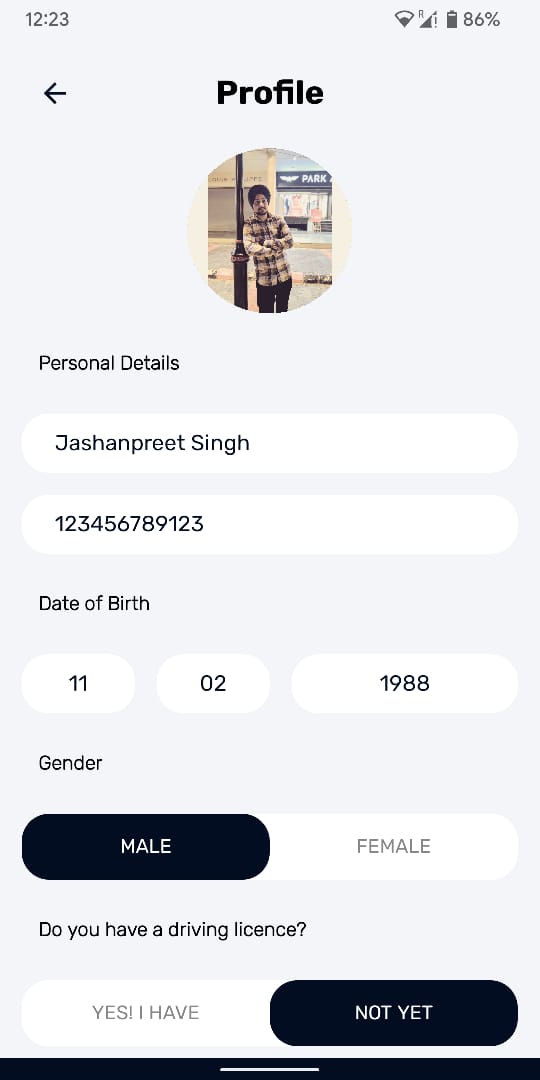 12:23
R
86%
Profile
PARK
Personal Details
Jashanpreet Singh
123456789123
Date of Birth
11 02 1988
Gender
MALE FEMALE
Do you have a driving licence?
YES! I HAVE NOT YET